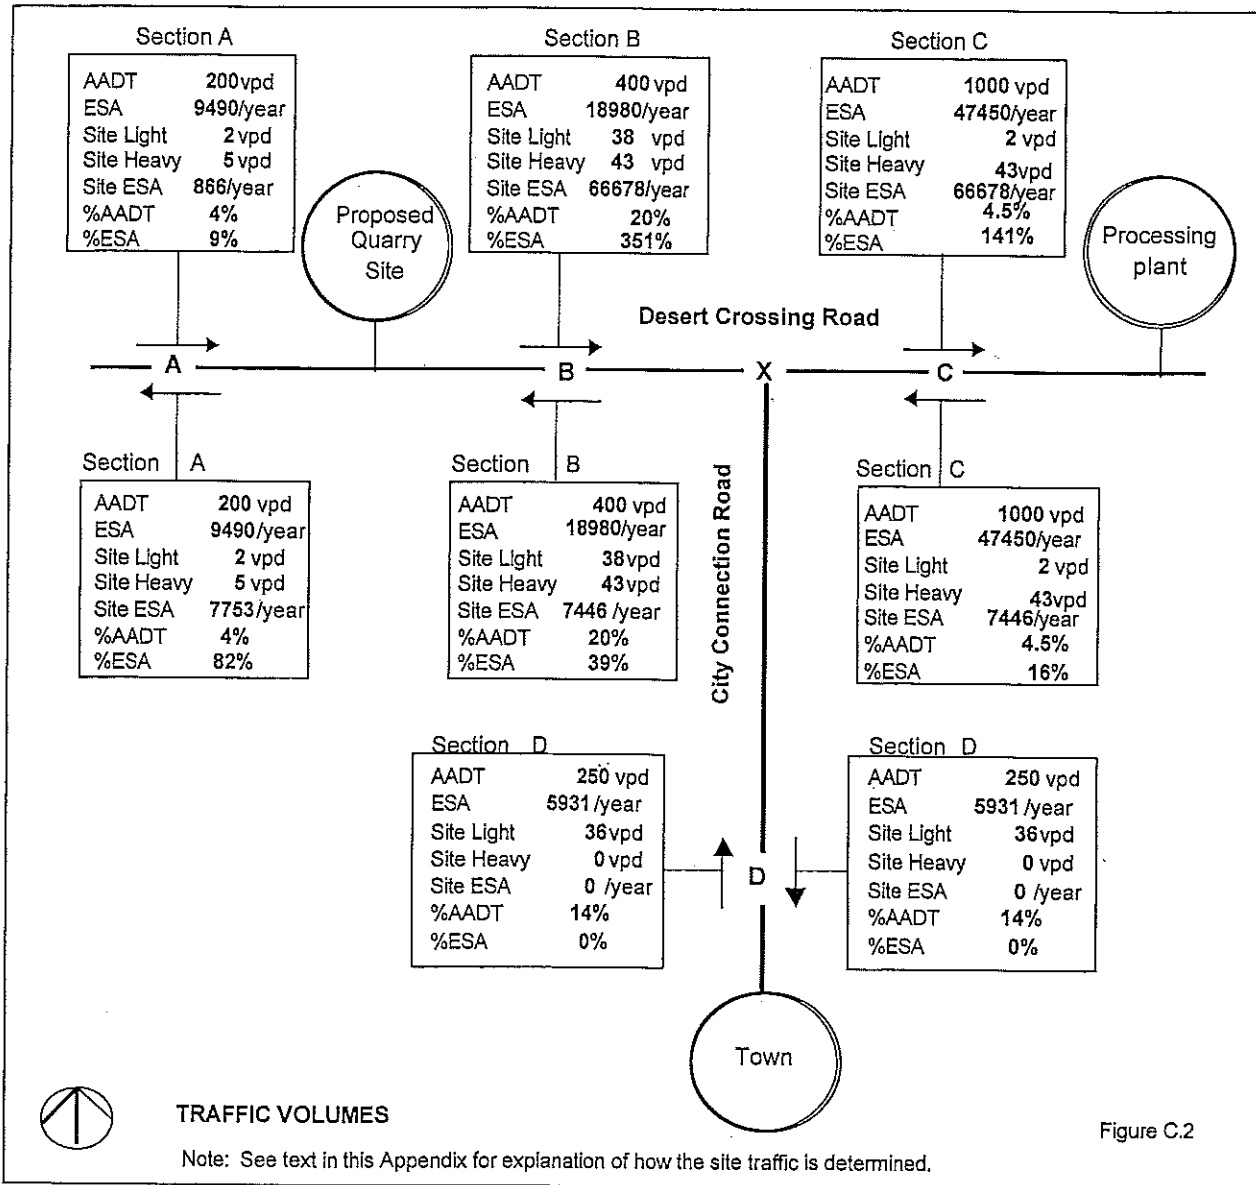 Section A
AADT 200vpd
ESA 9490/year
Site Light 2 vpd
Site Heavy 5 vpd
Site ESA 866/year
%AADT 4%
%ESA 9%
Section B
AADT 400 vpd
ESA 18980/year
Site Light 38 vpd
Site Heavy 43 vpd
Site ESA 66678/year
%AADT 20%
%ESA 351%
Section C
AADT 1000 vpd
ESA 47450/year
Site Light 2 vpd
Site Heavy 43vpd
Site ESA 66678/year
%AADT 4.5%
%ESA 141%
Proposed
Quarry
Site
Processing
plant
Desert Crossing Road
A
B
X
C
Section A
AADT 200 vpd
ESA 9490/year
Site Light 2 vpd
Site Heavy 5 vpd
Site ESA 7753/year
%AADT 4%
%ESA 82%
Section B
AADT 400 vpd
ESA 18980/year
Site Light 38vpd
Site Heavy 43vpd
Site ESA 7446 /year
%AADT 20%
%ESA 39%
City Connection Road
Section C
AADT 1000 vpd
ESA 47450/year
Site Light 2 vpd
Site Heavy 43vpd
Site ESA 7446/year
%AADT 4.5%
%ESA 16%
Section D
AADT 250 vpd
ESA 5931 /year
Site Light 36vpd
Site Heavy 0 vpd
Site ESA 0 /year
%AADT 14%
%ESA 0%
D
Section D
AADT 250 vpd
ESA 5931 /year
Site Light 36vpd
Site Heavy 0 vpd
Site ESA 0 /year
%AADT 14%
%ESA 0%
Town
TRAFFIC VOLUMES
Figure C.2
Note: See text in this Appendix for explanation of how the site traffic is determined.